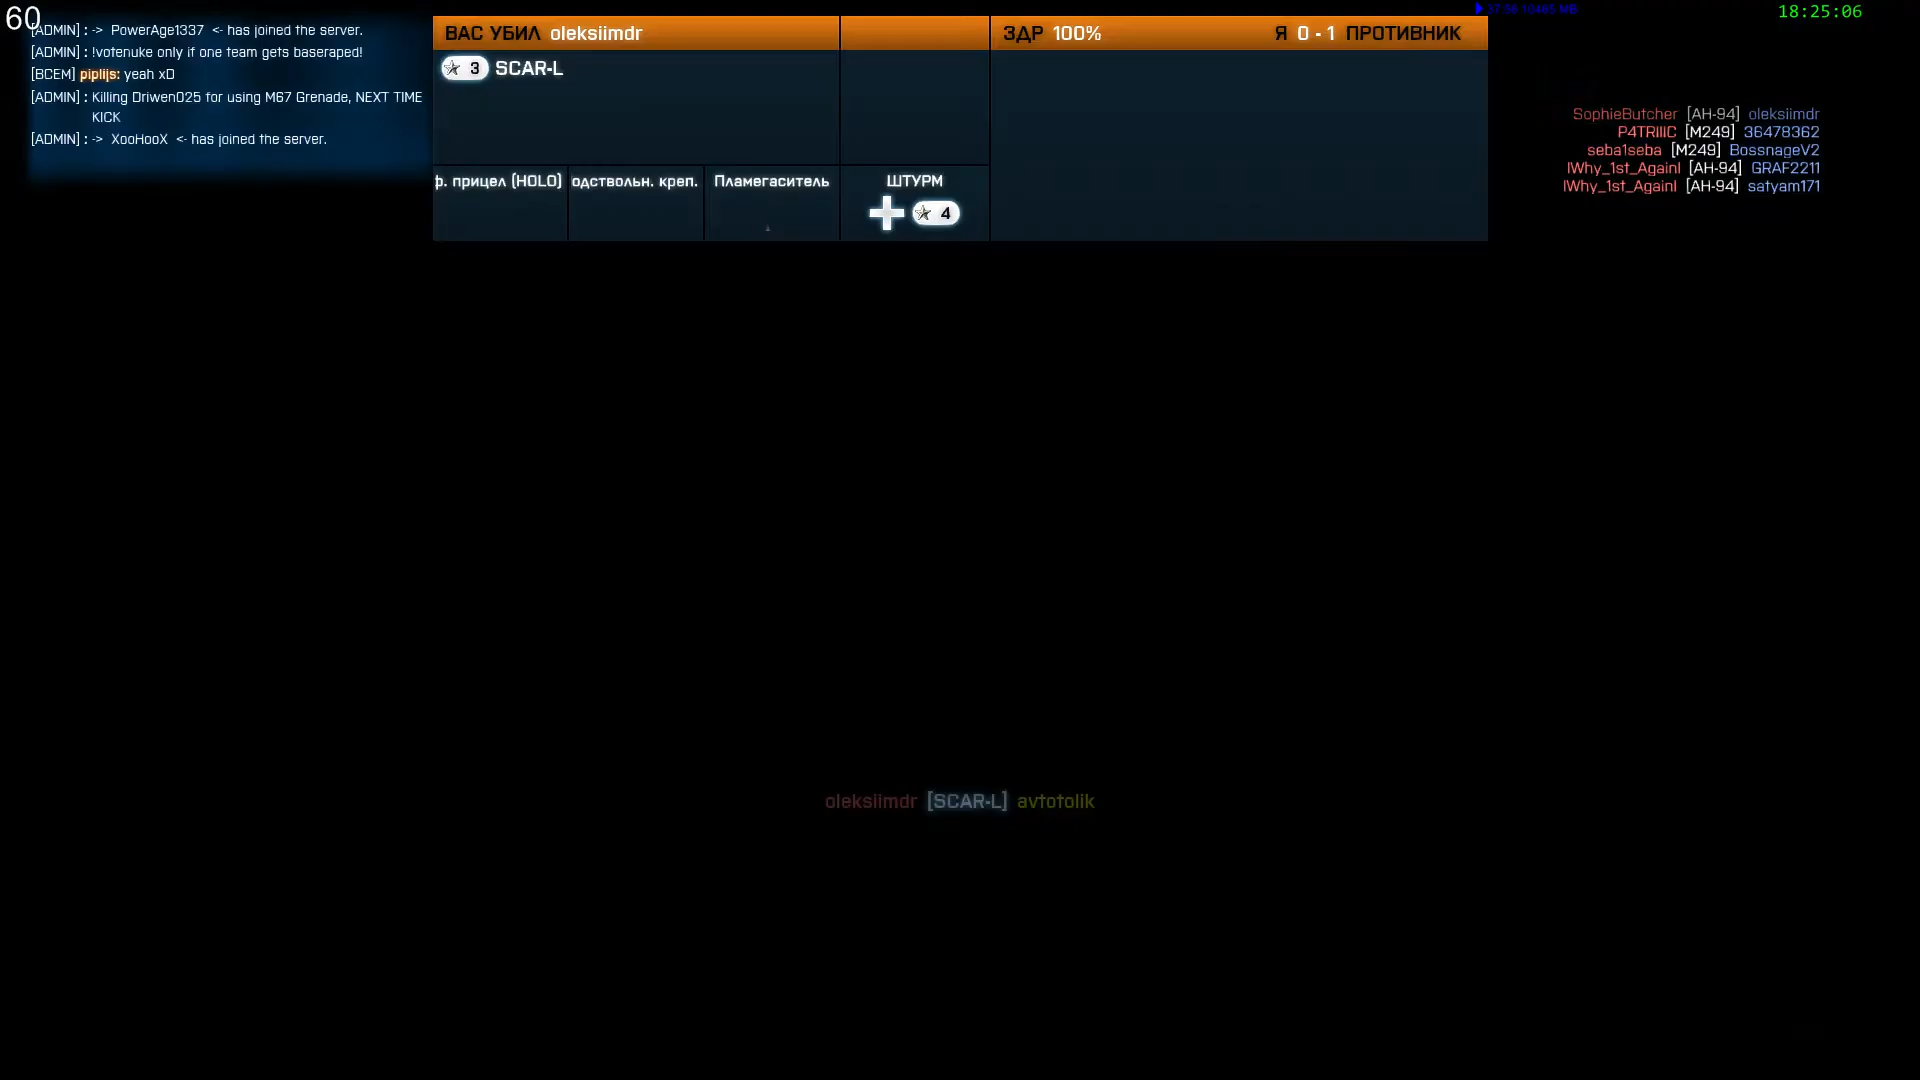 60
[ADMIN] : -> PowerAge1337 <- has joined the server.
[ADMIN] : !votenuke only if one team gets baseraped!
[ВСЕМ] piplijs: yeah xD
[ADMIN] : Killing Driwen025 for using M67 Grenade, NEXT TIME
KICK
[ADMIN] : -> XooHooX <- has joined the server.
ВАС УБИЛ oleksiimdr
ЗДР 100% Я 0 - 1 ПРОТИВНИК
3 SCAR-L
ф. прицел (HOLO) одствольн. креп. Пламегаситель ШТУРМ
4
18:25:06
SophieButcher [AH-94] oleksiimdr
P4TRIIIC [M249] 36478362
seba1seba [M249] BossnageV2
IWhy_1st_AgainI [AH-94] GRAF2211
IWhy_1st_AgainI [AH-94] satyam171
oleksiimdr [SCAR-L] avtotolik